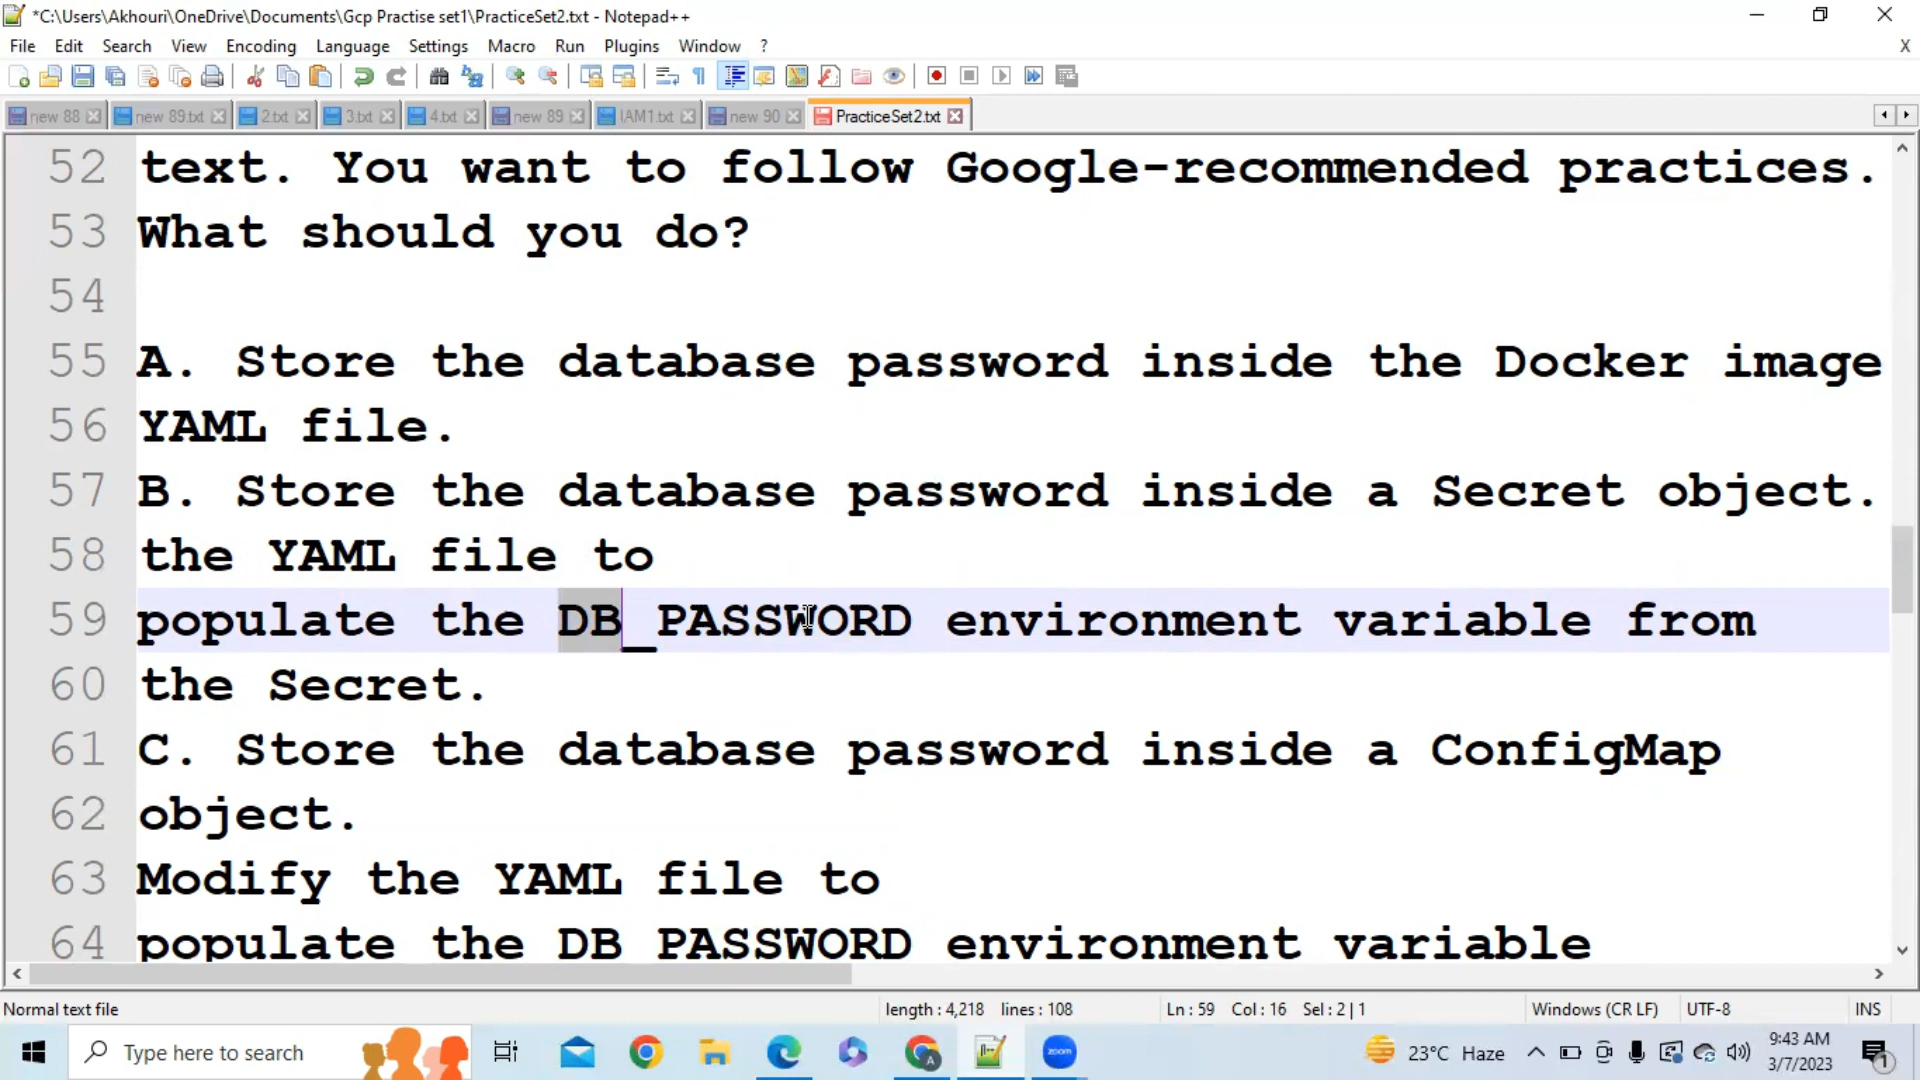 *C:\Users\Akhouri\OneDrive\Documents\Gcp Practise set1\PracticeSet2.txt - Notepad++
File Edit Search View Encoding Language Settings Macro Run Plugins Window ? X
new 88 new 89.txt 2.txt 3.txt 4.txt new 89 IAM1.txt new 90 PracticeSet2.txt
52 text. You want to follow Google-recommended practices.
53 What should you do?
54
55 A. Store the database password inside the Docker image
56 YAML file.
57 B. Store the database password inside a Secret object.
58 the YAML file to
59 populate the DB_PASSWORD environment variable from
60 the Secret.
61 C. Store the database password inside a ConfigMap
62 object.
63 Modify the YAML file to
64 populate the DB PASSWORD environment variable
Normal text file length : 4,218 lines : 108 Ln : 59 Col : 16 Sel : 2 | 1 Windows (CR LF) UTF-8 INS
Type here to search zoom 23°C Haze 9:43 AM
3/7/2023 1